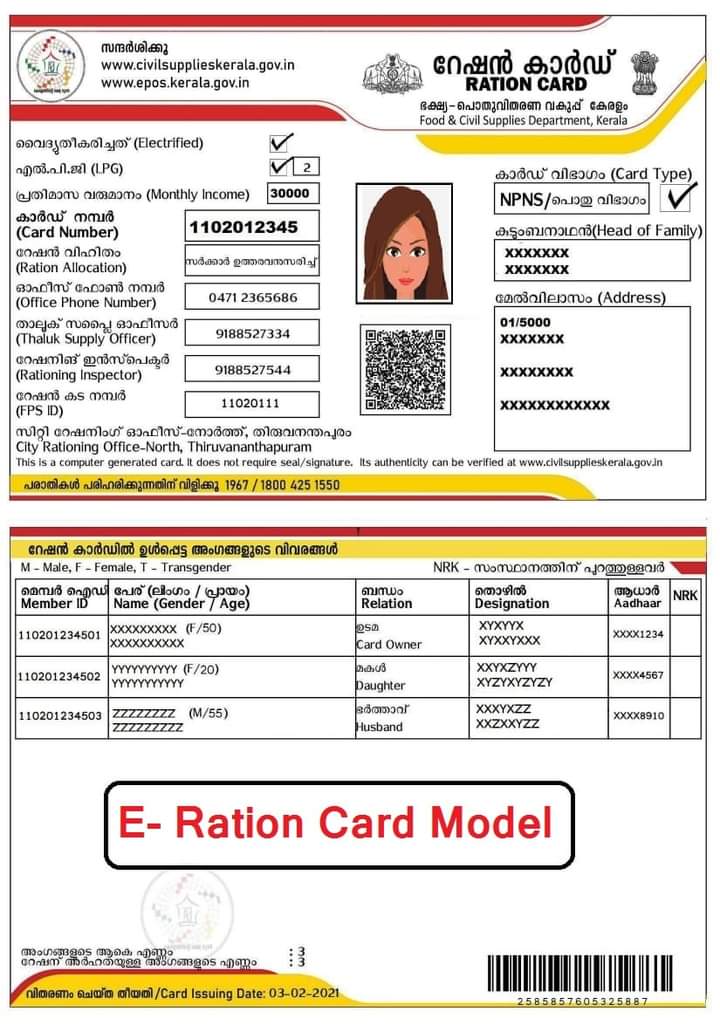 സന്ദർശിക്കൂ
www.civilsupplieskerala.gov.in
www.epos.kerala.gov.in
റേഷൻ കാർഡ്
RATION CARD
ഭക്ഷ്യ-പൊതുവിതരണ വകുപ്പ് കേരളം
Food & Civil Supplies Department, Kerala
വൈദ്യുതീകരിച്ചത് (Electrified)
എൽ.പി.ജി (LPG) 2
പ്രതിമാസ വരുമാനം (Monthly Income) 30000
കാർഡ് നമ്പർ
(Card Number) 1102012345
റേഷൻ വിഹിതം
(Ration Allocation) സർക്കാർ ഉത്തരവനുസരിച്ച്
ഓഫീസ് ഫോൺ നമ്പർ
(Office Phone Number) 0471 2365686
താലൂക് സപ്ലൈ ഓഫീസർ
(Thaluk Supply Officer) 9188527334
റേഷനിങ് ഇൻസ്‌പെക്ടർ
(Rationing Inspector) 9188527544
റേഷൻ കട നമ്പർ
(FPS ID) 11020111
കാർഡ് വിഭാഗം (Card Type)
NPNS/പൊതു വിഭാഗം
കുടുംബനാഥൻ(Head of Family)
XXXXXXX
XXXXXXX
മേൽവിലാസം (Address)
01/5000
XXXXXXX
XXXXXXXX
XXXXXXXXXXXX
സിറ്റി റേഷനിംഗ് ഓഫീസ്-നോർത്ത്, തിരുവനന്തപുരം
City Rationing Office-North, Thiruvananthapuram
This is a computer generated card. It does not require seal/signature. Its authenticity can be verified at www.civilsupplieskerala.gov.in
പരാതികൾ പരിഹരിക്കുന്നതിന് വിളിക്കൂ 1967 / 1800 425 1550
റേഷൻ കാർഡിൽ ഉൾപ്പെട്ട അംഗങ്ങളുടെ വിവരങ്ങൾ
M - Male, F - Female, T - Transgender NRK - സംസ്ഥാനത്തിന് പുറത്തുള്ളവർ
മെമ്പർ ഐഡി പേര് (ലിംഗം / പ്രായം) ബന്ധം തൊഴിൽ ആധാർ NRK
Member ID Name (Gender / Age) Relation Designation Aadhaar
110201234501 XXXXXXXXX (F/50) ഉടമ XYXYYX XXXX1234
XXXXXXXXXX Card Owner XYXXYXXX
110201234502 YYYYYYYYYY (F/20) മകൾ XXYXZYYY XXXX4567
YYYYYYYYYYY Daughter XYZYXYZYZY
110201234503 ZZZZZZZZ (M/55) ഭർത്താവ് XXXYXZZ XXXX8910
ZZZZZZZZZ Husband XXZXXYZZ
E- Ration Card Model
അംഗങ്ങളുടെ ആകെ എണ്ണം : 3
റേഷന് അർഹതയുള്ള അംഗങ്ങളുടെ എണ്ണം : 3
വിതരണം ചെയ്ത തീയതി/Card Issuing Date: 03-02-2021
2585857605325887